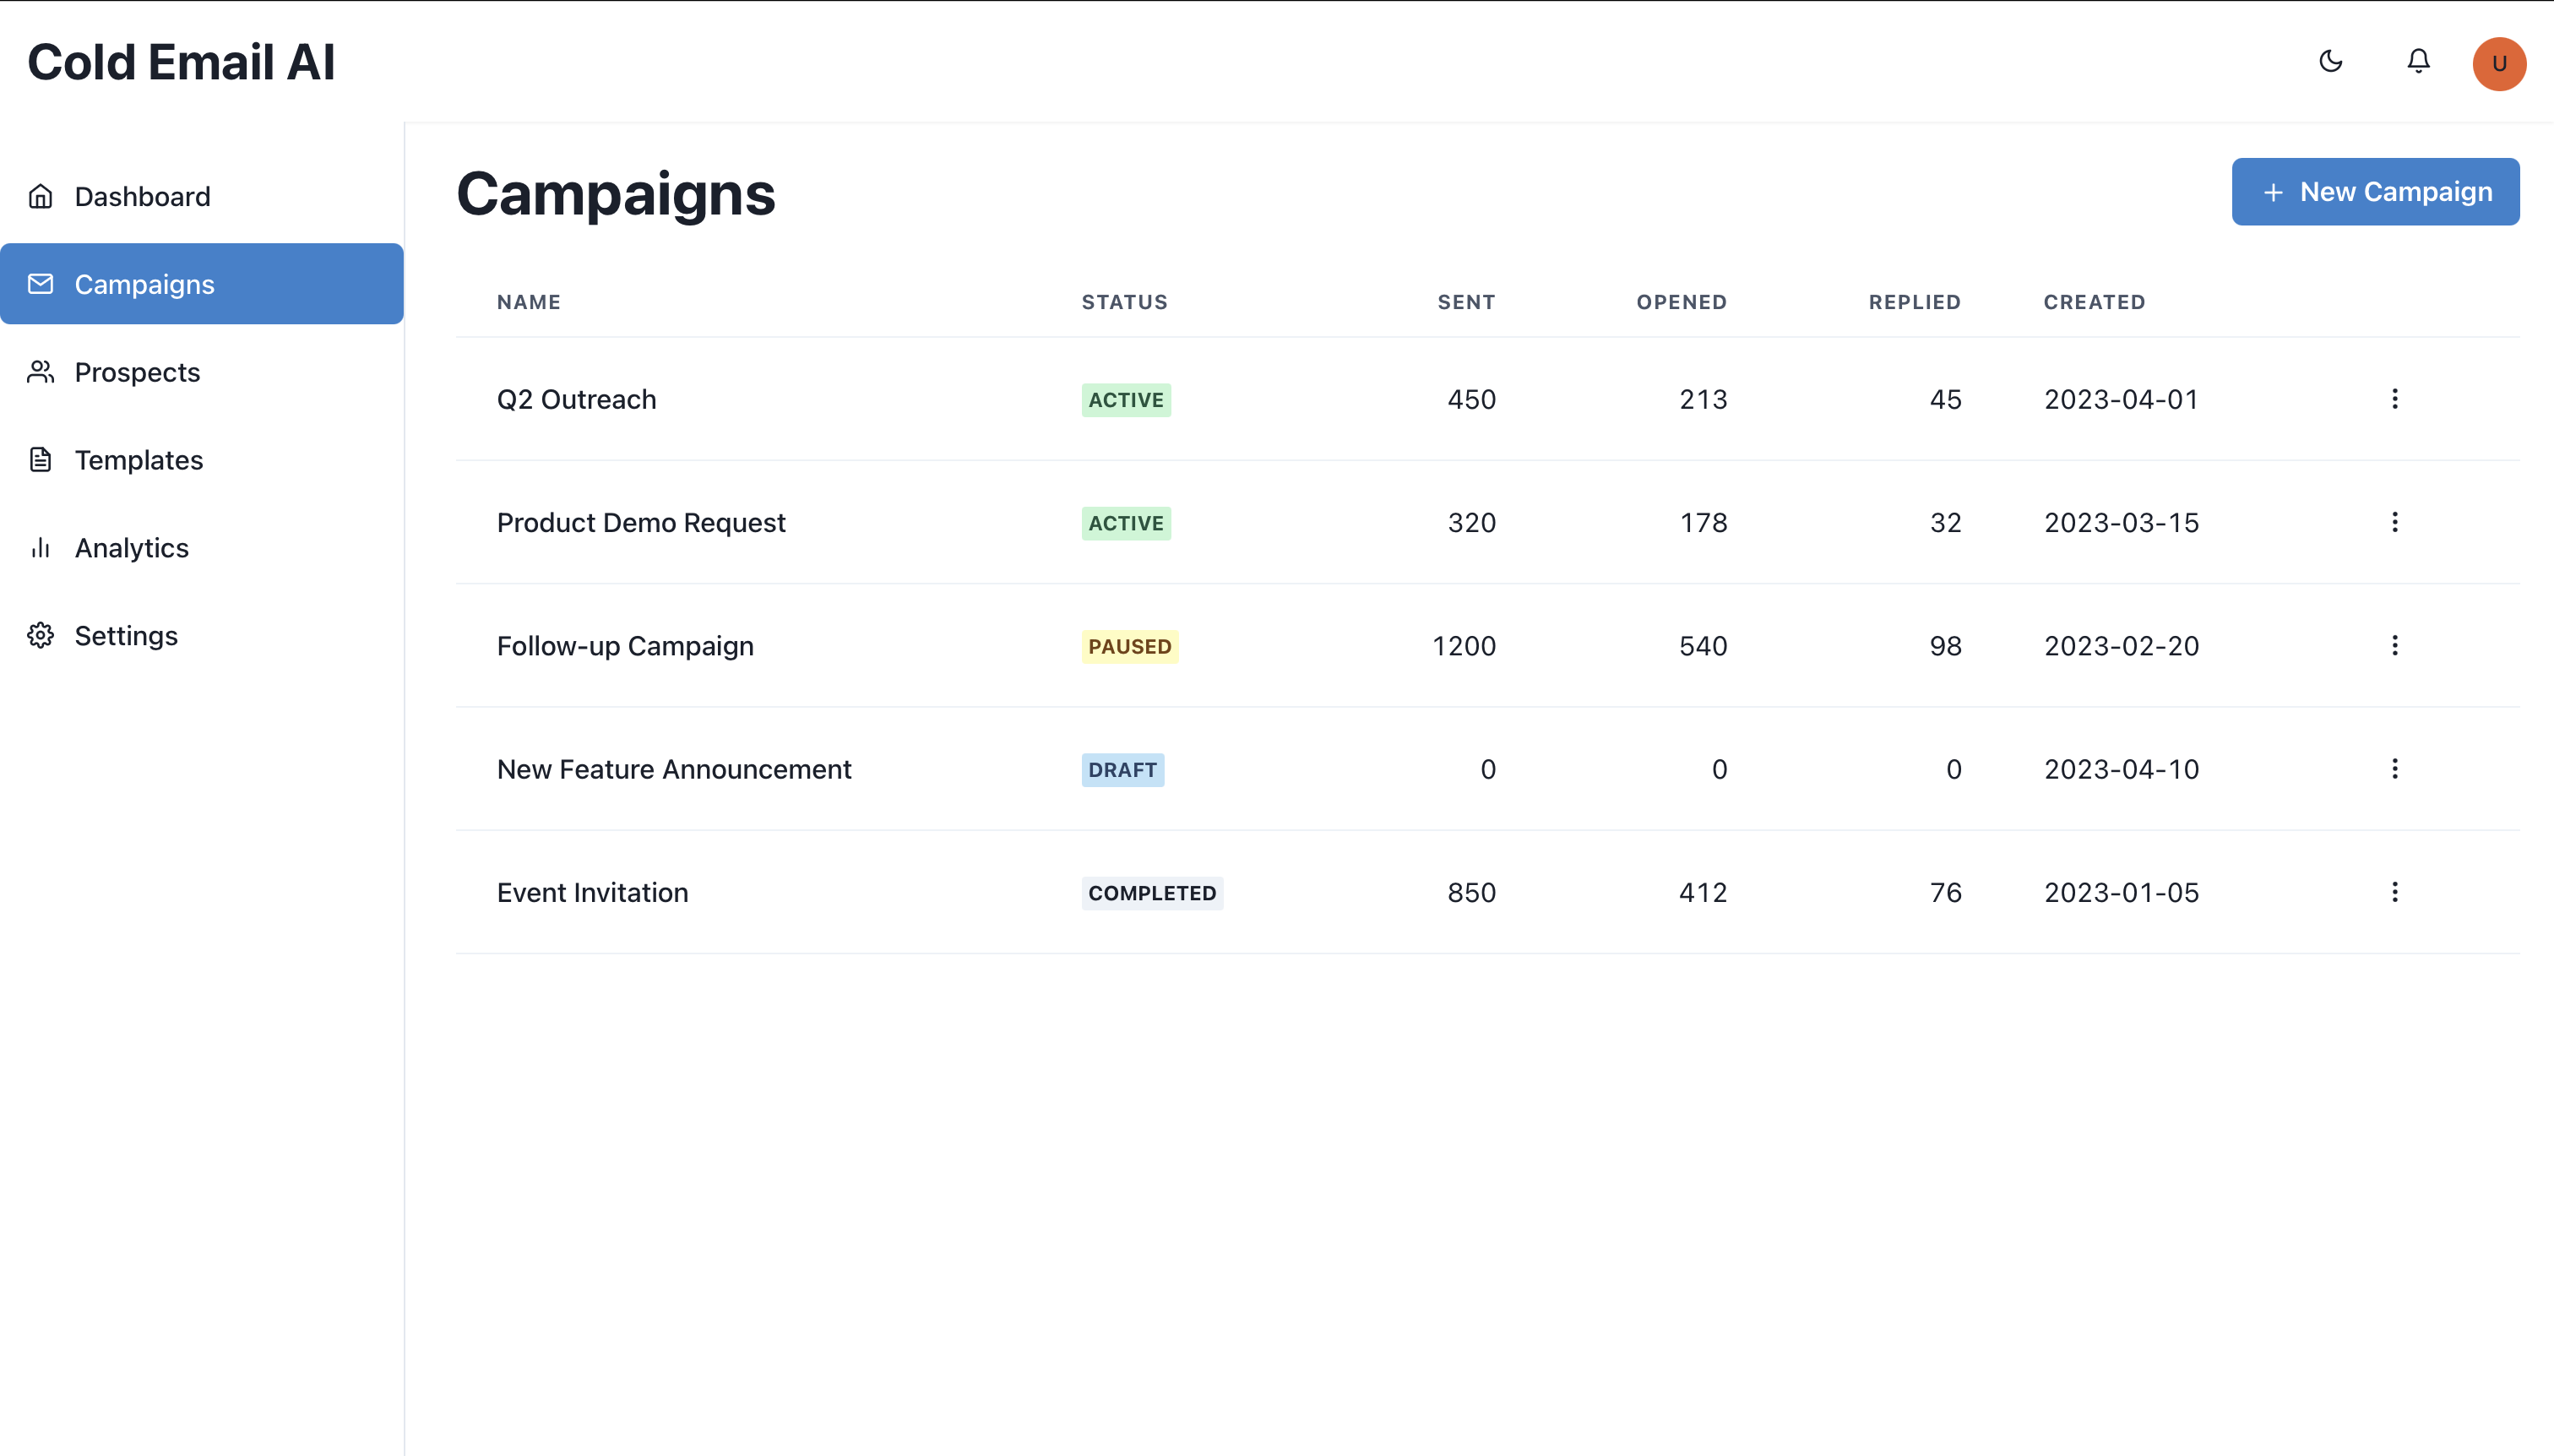 Cold Email AI
U
Dashboard
Campaigns
Prospects
Templates
Analytics
Settings
Campaigns
+ New Campaign
NAME STATUS SENT OPENED REPLIED CREATED
Q2 Outreach ACTIVE 450 213 45 2023-04-01
Product Demo Request ACTIVE 320 178 32 2023-03-15
Follow-up Campaign PAUSED 1200 540 98 2023-02-20
New Feature Announcement DRAFT 0 0 0 2023-04-10
Event Invitation COMPLETED 850 412 76 2023-01-05